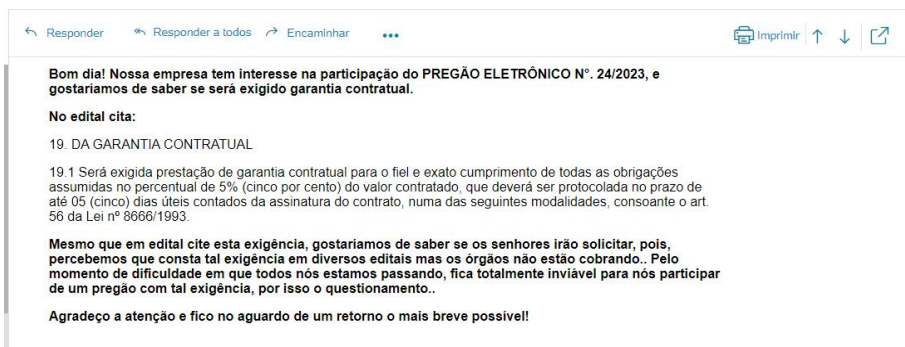 Responder Responder a todos Encaminhar ... Imprimir
Bom dia! Nossa empresa tem interesse na participação do PREGÃO ELETRÔNICO N°. 24/2023, e
gostaríamos de saber se será exigido garantia contratual.
No edital cita:
19. DA GARANTIA CONTRATUAL
19.1 Será exigida prestação de garantia contratual para o fiel e exato cumprimento de todas as obrigações
assumidas no percentual de 5% (cinco por cento) do valor contratado, que deverá ser protocolada no prazo de
até 05 (cinco) dias úteis contados da assinatura do contrato, numa das seguintes modalidades, consoante o art.
56 da Lei nº 8666/1993.
Mesmo que em edital cite esta exigência, gostaríamos de saber se os senhores irão solicitar, pois,
percebemos que consta tal exigência em diversos editais mas os órgãos não estão cobrando.. Pelo
momento de dificuldade em que todos nós estamos passando, fica totalmente inviável para nós participar
de um pregão com tal exigência, por isso o questionamento..
Agradeço a atenção e fico no aguardo de um retorno o mais breve possível!